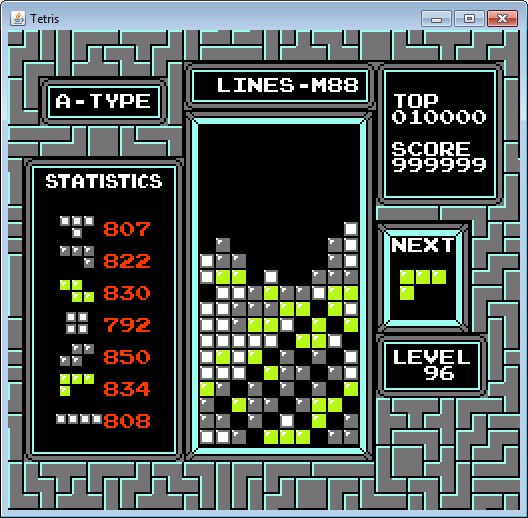 Tetris
A-TYPE
LINES-M88
TOP
010000
SCORE
999999
STATISTICS
807
822
830
792
850
834
808
NEXT
LEVEL
96